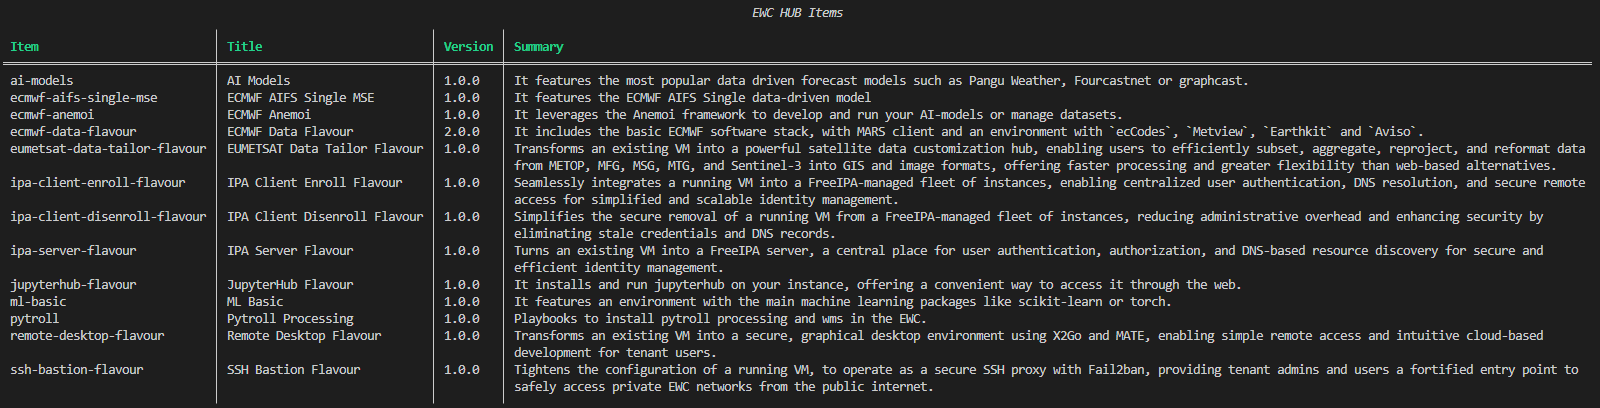 EWC HUB Items
Item Title Version Summary
ai-models AI Models 1.0.0 It features the most popular data driven forecast models such as Pangu Weather, Fourcastnet or graphcast.
ecmwf-aifs-single-mse ECMWF AIFS Single MSE 1.0.0 It features the ECMWF AIFS Single data-driven model
ecmwf-anemoi ECMWF Anemoi 1.0.0 It leverages the Anemoi framework to develop and run your AI-models or manage datasets.
ecmwf-data-flavour ECMWF Data Flavour 2.0.0 It includes the basic ECMWF software stack, with MARS client and an environment with `ecCodes`, `Metview`, `Earthkit` and `Aviso`.
eumetsat-data-tailor-flavour EUMETSAT Data Tailor Flavour 1.0.0 Transforms an existing VM into a powerful satellite data customization hub, enabling users to efficiently subset, aggregate, reproject, and reformat data
from METOP, MFG, MSG, MTG, and Sentinel-3 into GIS and image formats, offering faster processing and greater flexibility than web-based alternatives.
ipa-client-enroll-flavour IPA Client Enroll Flavour 1.0.0 Seamlessly integrates a running VM into a FreeIPA-managed fleet of instances, enabling centralized user authentication, DNS resolution, and secure remote
access for simplified and scalable identity management.
ipa-client-disenroll-flavour IPA Client Disenroll Flavour 1.0.0 Simplifies the secure removal of a running VM from a FreeIPA-managed fleet of instances, reducing administrative overhead and enhancing security by
eliminating stale credentials and DNS records.
ipa-server-flavour IPA Server Flavour 1.0.0 Turns an existing VM into a FreeIPA server, a central place for user authentication, authorization, and DNS-based resource discovery for secure and
efficient identity management.
jupyterhub-flavour JupyterHub Flavour 1.0.0 It installs and run jupyterhub on your instance, offering a convenient way to access it through the web.
ml-basic ML Basic 1.0.0 It features an environment with the main machine learning packages like scikit-learn or torch.
pytroll Pytroll Processing 1.0.0 Playbooks to install pytroll processing and wms in the EWC.
remote-desktop-flavour Remote Desktop Flavour 1.0.0 Transforms an existing VM into a secure, graphical desktop environment using X2Go and MATE, enabling simple remote access and intuitive cloud-based
development for tenant users.
ssh-bastion-flavour SSH Bastion Flavour 1.0.0 Tightens the configuration of a running VM, to operate as a secure SSH proxy with Fail2ban, providing tenant admins and users a fortified entry point to
safely access private EWC networks from the public internet.